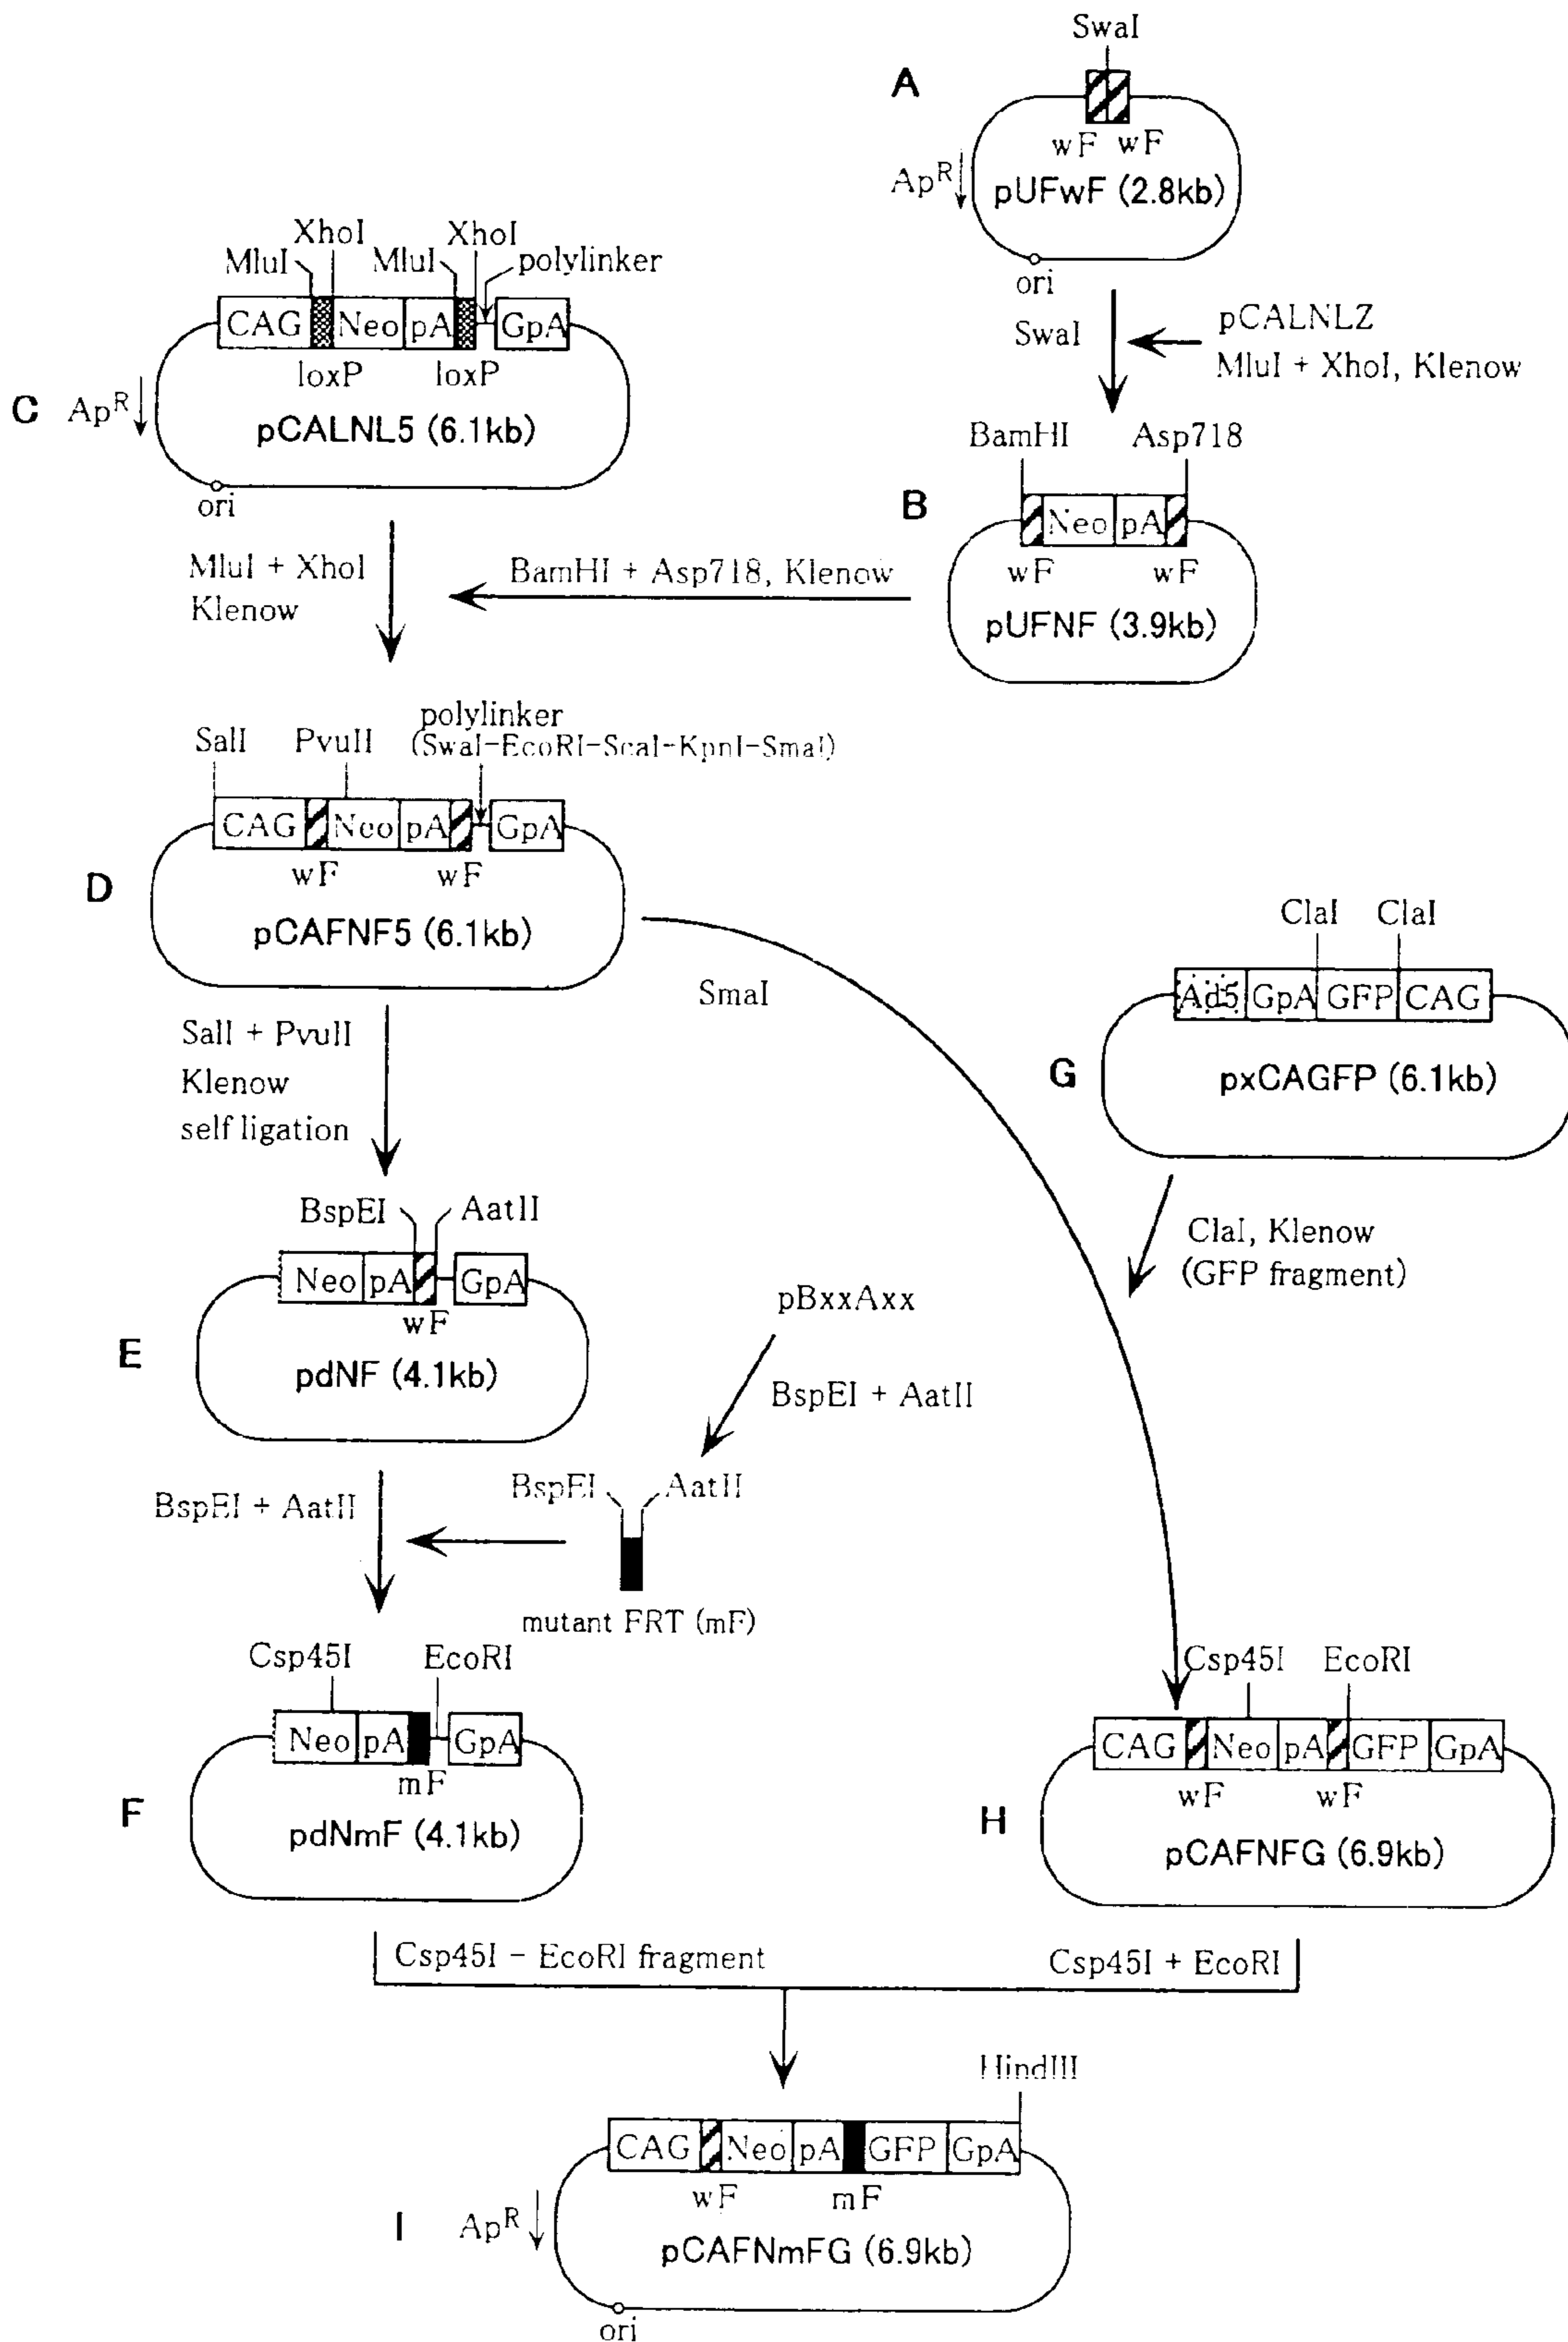 A
SwaI
wF wF
ApR
pUFwF (2.8kb)
ori
SwaI
pCALNLZ
MluI + XhoI, Klenow
XhoI XhoI
MluI MluI polylinker
CAG Neo pA GpA
loxP loxP
C ApR
pCALNL5 (6.1kb)
ori
BamHI Asp718
B
Neo pA
wF wF
pUFNF (3.9kb)
MluI + XhoI
Klenow
BamHI + Asp718, Klenow
polylinker
SalI PvuII (SwaI-EcoRI-ScaI-KpnI-SmaI)
CAG Neo pA GpA
wF wF
D
pCAFNF5 (6.1kb)
SmaI
ClaI ClaI
Ad5 GpA GFP CAG
G
pxCAGFP (6.1kb)
SalI + PvuII
Klenow
self ligation
ClaI, Klenow
(GFP fragment)
BspEI AatII
Neo pA GpA
wF
E
pdNF (4.1kb)
pBxxAxx
BspEI + AatII
BspEI AatII
BspEI + AatII
mutant FRT (mF)
Csp45I EcoRI
Neo pA GpA
mF
F
pdNmF (4.1kb)
Csp45I EcoRI
CAG Neo pA GFP GpA
wF wF
H
pCAFNFG (6.9kb)
Csp45I - EcoRI fragment
Csp45I + EcoRI
HindIII
CAG Neo pA GFP GpA
wF mF
I ApR
pCAFNmFG (6.9kb)
ori